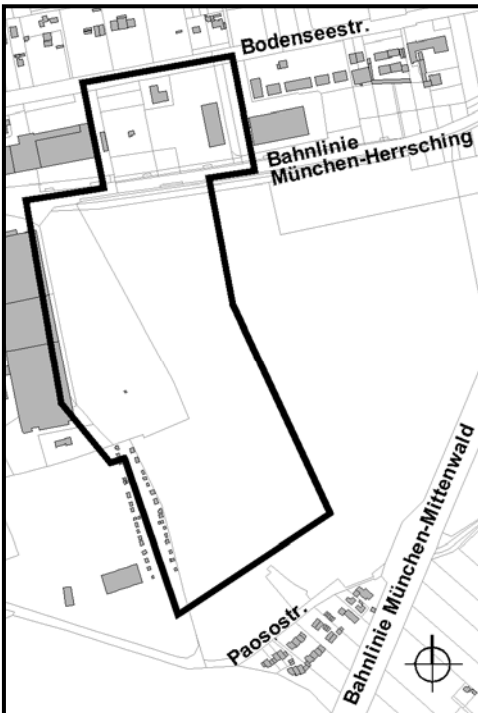 Bodenseestr.
Bahnlinie
München-Herrsching
Bahnlinie München-Mittenwald
Paosostr.